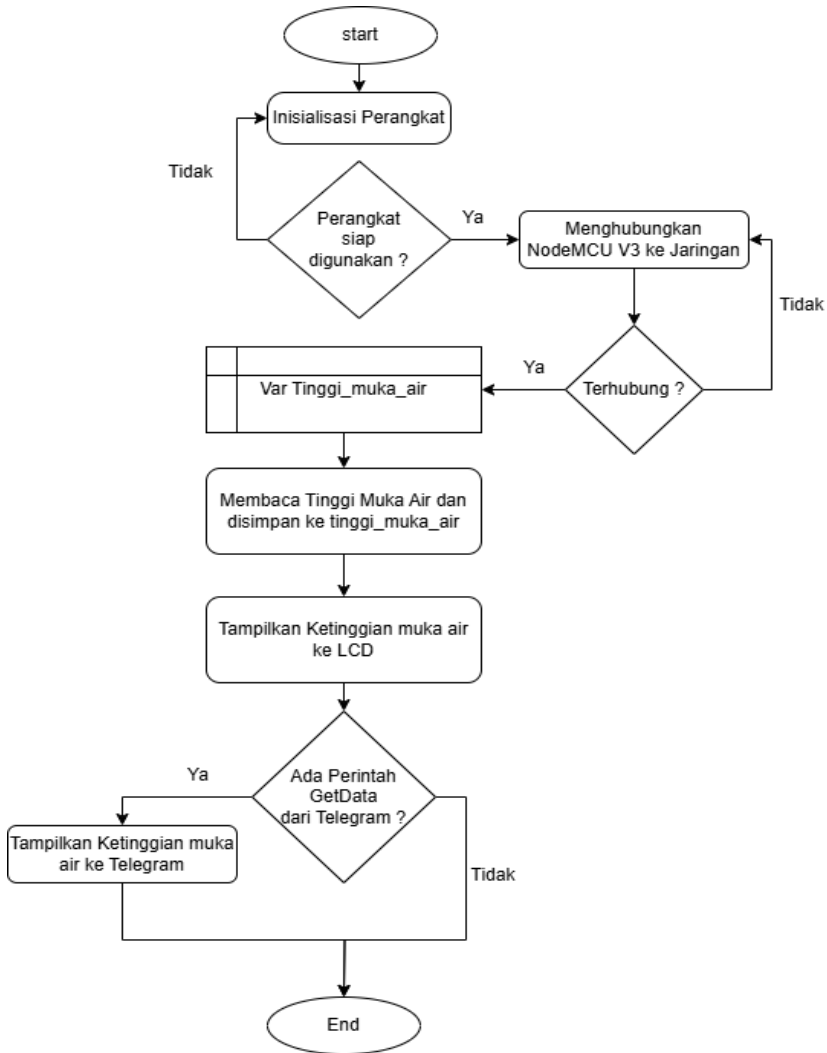 start
Inisialisasi Perangkat
Tidak
Perangkat
siap
digunakan ?
Ya
Menghubungkan
NodeMCU V3 ke Jaringan
Tidak
Terhubung ?
Ya
Var Tinggi_muka_air
Membaca Tinggi Muka Air dan
disimpan ke tinggi_muka_air
Tampilkan Ketinggian muka air
ke LCD
Ada Perintah
GetData
dari Telegram ?
Ya
Tampilkan Ketinggian muka
air ke Telegram
Tidak
End